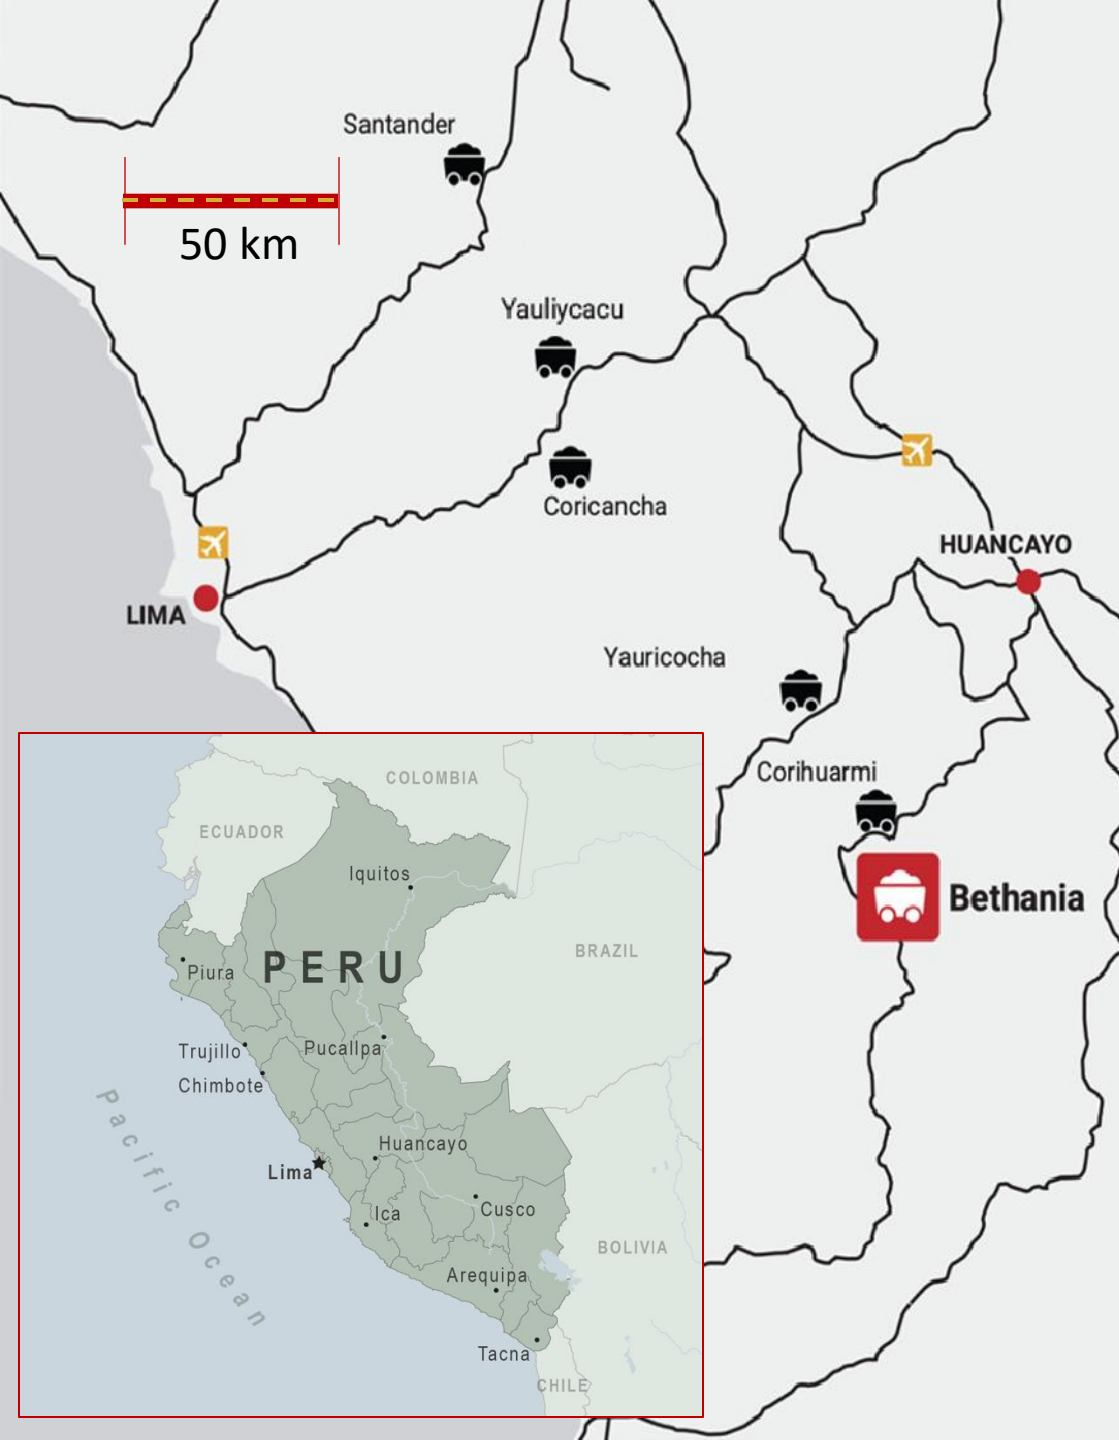 Santander
50 km
Yauliycacu
Coricancha
HUANCAYO
LIMA
Yauricocha
Corihuarmi
Bethania
COLOMBIA
ECUADOR
Iquitos
PERU
BRAZIL
Piura
Trujillo
Pucallpa
Chimbote
Pacific Ocean
Huancayo
Lima
Ica
Cusco
BOLIVIA
Arequipa
Tacna
CHILE